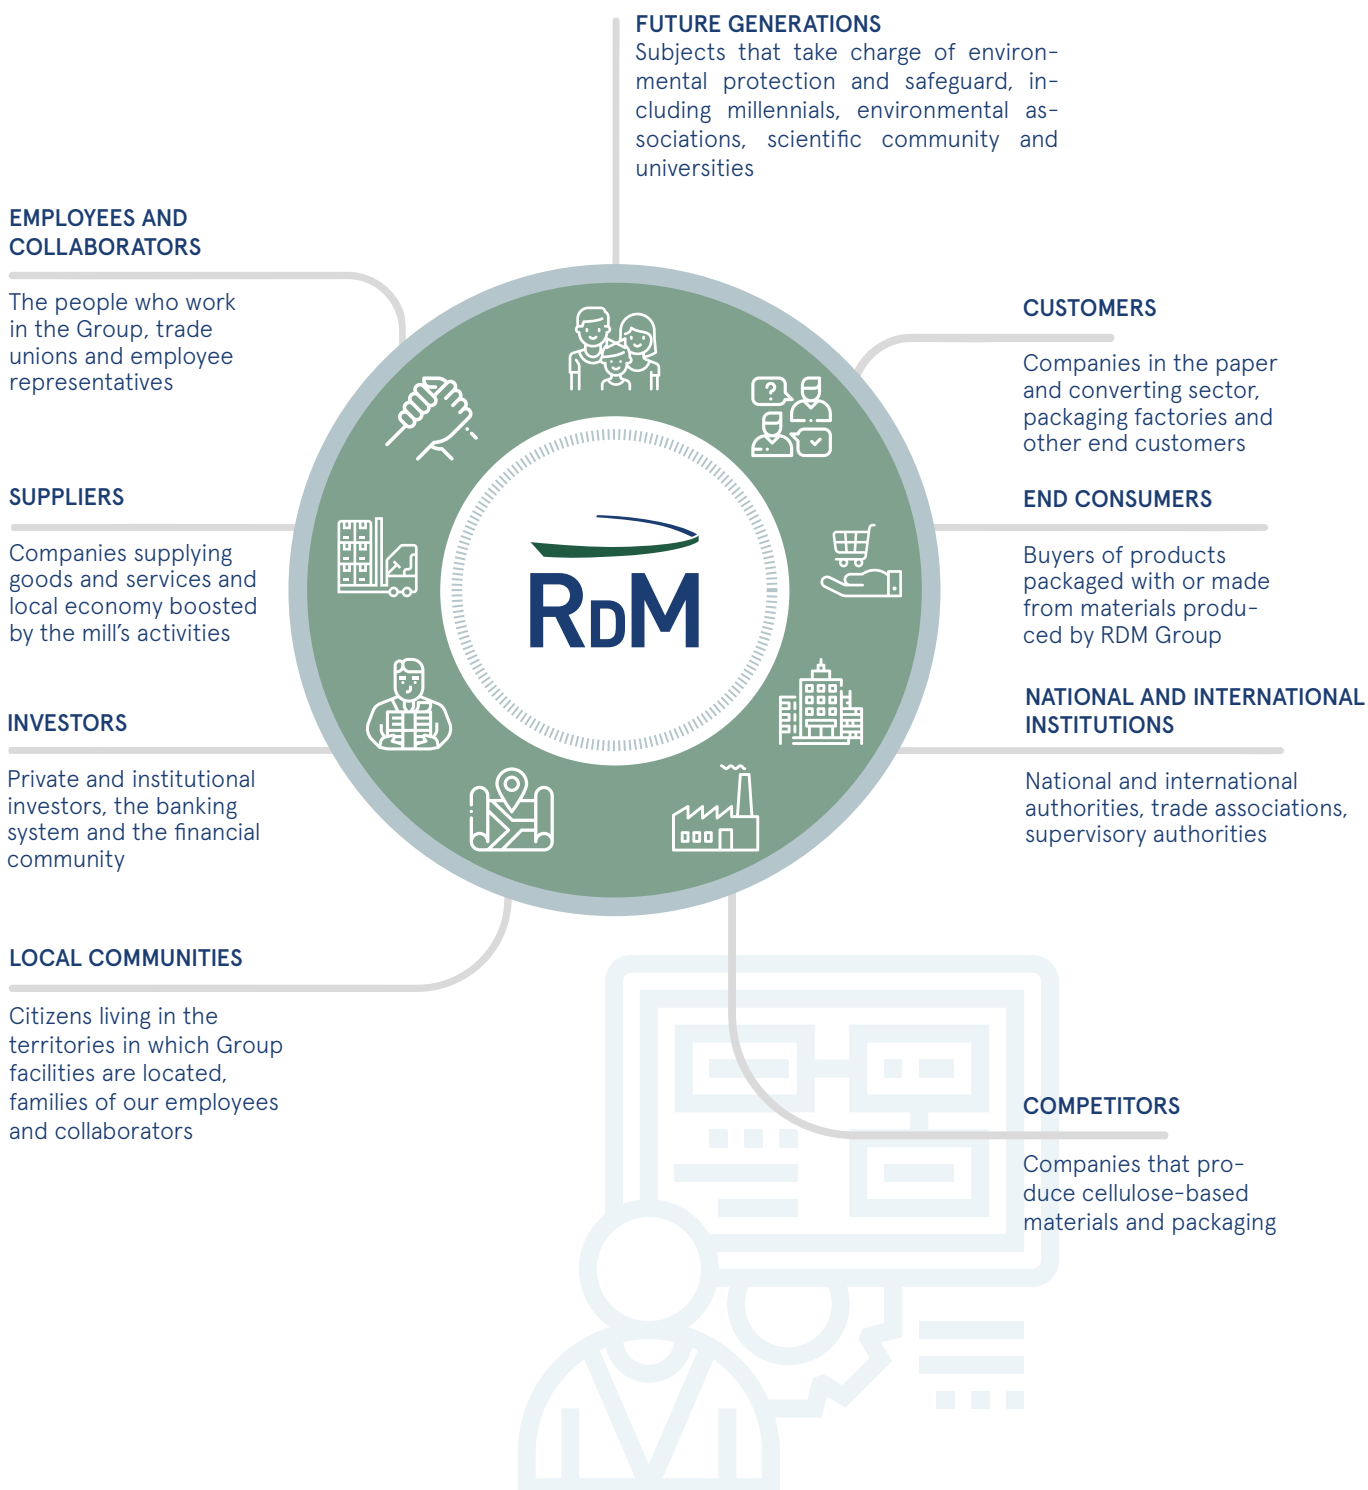 FUTURE GENERATIONS
Subjects that take charge of environ-
mental protection and safeguard, in-
cluding millennials, environmental as-
sociations, scientific community and
universities
EMPLOYEES AND
COLLABORATORS
The people who work
in the Group, trade
unions and employee
representatives
CUSTOMERS
Companies in the paper
and converting sector,
packaging factories and
other end customers
SUPPLIERS
Companies supplying
goods and services and
local economy boosted
by the mill's activities
END CONSUMERS
Buyers of products
packaged with or made
from materials produ-
ced by RDM Group
RDM
INVESTORS
Private and institutional
investors, the banking
system and the financial
community
NATIONAL AND INTERNATIONAL
INSTITUTIONS
National and international
authorities, trade associations,
supervisory authorities
LOCAL COMMUNITIES
Citizens living in the
territories in which Group
facilities are located,
families of our employees
and collaborators
COMPETITORS
Companies that pro-
duce cellulose-based
materials and packaging